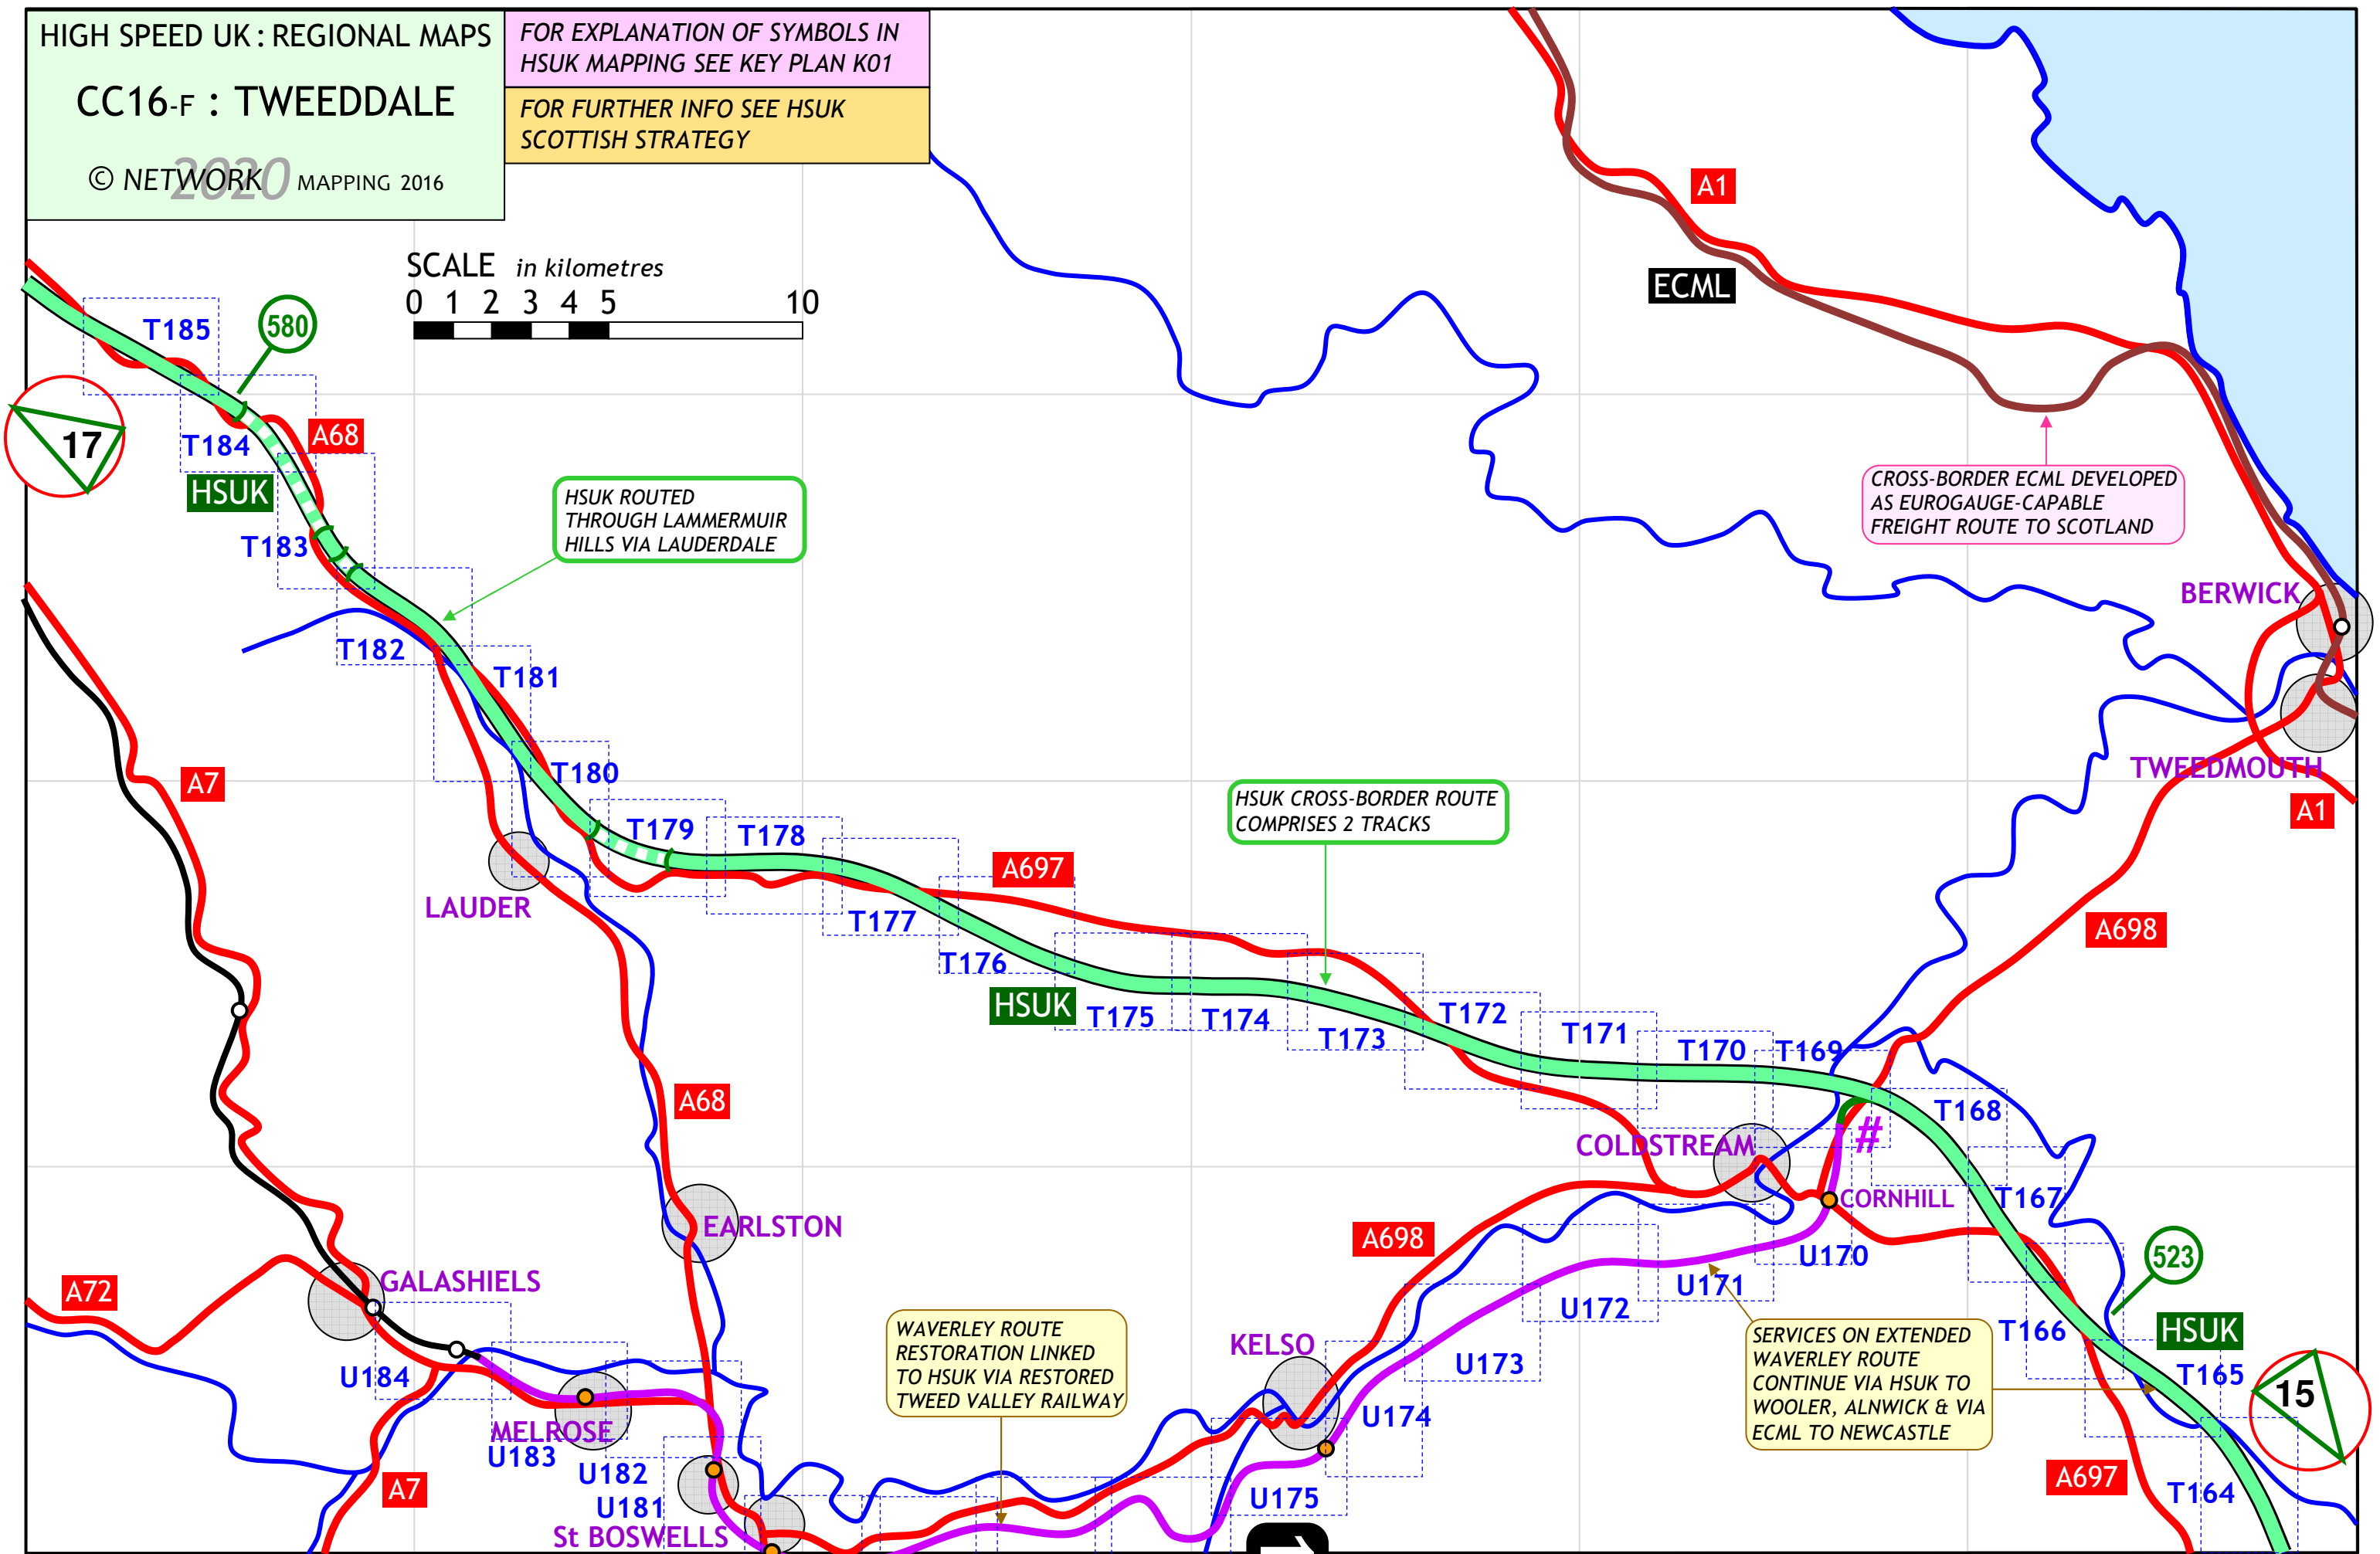 HIGH SPEED UK : REGIONAL MAPS
CC16-F : TWEEDDALE
© NETWORK 2020 MAPPING 2016
FOR EXPLANATION OF SYMBOLS IN
HSUK MAPPING SEE KEY PLAN K01
FOR FURTHER INFO SEE HSUK
SCOTTISH STRATEGY
SCALE in kilometres
0 1 2 3 4 5 10
A1
ECML
T185
580
17
T184
A68
HSUK
T183
HSUK ROUTED
THROUGH LAMMERMUIR
HILLS VIA LAUDERDALE
CROSS-BORDER ECML DEVELOPED
AS EUROGAUGE-CAPABLE
FREIGHT ROUTE TO SCOTLAND
BERWICK
T182
T181
T180
A7
TWEEDMOUTH
A1
HSUK CROSS-BORDER ROUTE
COMPRISES 2 TRACKS
T179
T178
A697
LAUDER
T177
A698
T176
HSUK
T175
T174
T173
T172
T171
T170
T169
A68
T168
#
COLDSTREAM
CORNHILL
T167
EARLSTON
A698
U170
523
GALASHIELS
A72
U171
U172
T166
HSUK
WAVERLEY ROUTE
RESTORATION LINKED
TO HSUK VIA RESTORED
TWEED VALLEY RAILWAY
KELSO
U173
SERVICES ON EXTENDED
WAVERLEY ROUTE
CONTINUE VIA HSUK TO
WOOLER, ALNWICK & VIA
ECML TO NEWCASTLE
T165
15
U184
U174
MELROSE
U183
U182
A7
U181
U175
A697
T164
St BOSWELLS